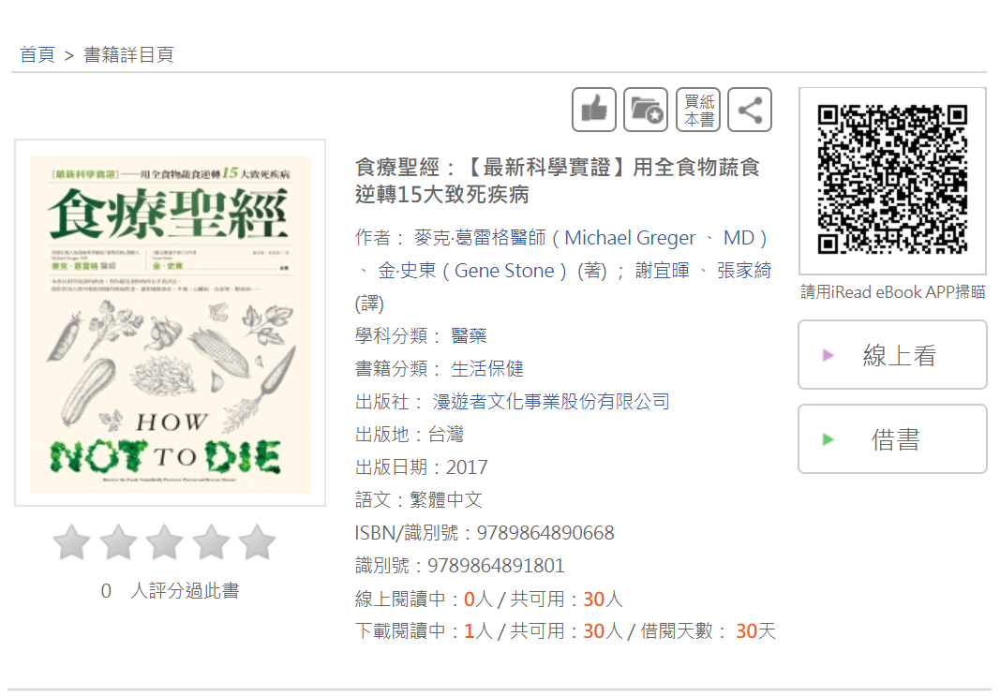 首頁 > 書籍詳目頁
買紙
本書
[最新科學實證]——用全食物蔬食逆轉15大致死疾病
食療聖經
麥克·葛雷格 醫師
金·史東
HOW
NOT TO DIE
0 人評分過此書
食療聖經：【最新科學實證】用全食物蔬食
逆轉15大致死疾病
作者： 麥克·葛雷格醫師 ( Michael Greger 、 MD )
、 金·史東 ( Gene Stone ) (著) ； 謝宜暉 、 張家綺
(譯)
學科分類： 醫藥
書籍分類： 生活保健
出版社： 漫遊者文化事業股份有限公司
出版地：台灣
出版日期：2017
語文：繁體中文
ISBN/識別號：9789864890668
識別號：9789864891801
線上閱讀中：0人 / 共可用：30人
下載閱讀中：1人 / 共可用：30人 / 借閱天數： 30天
請用iRead eBook APP掃瞄
線上看
借書